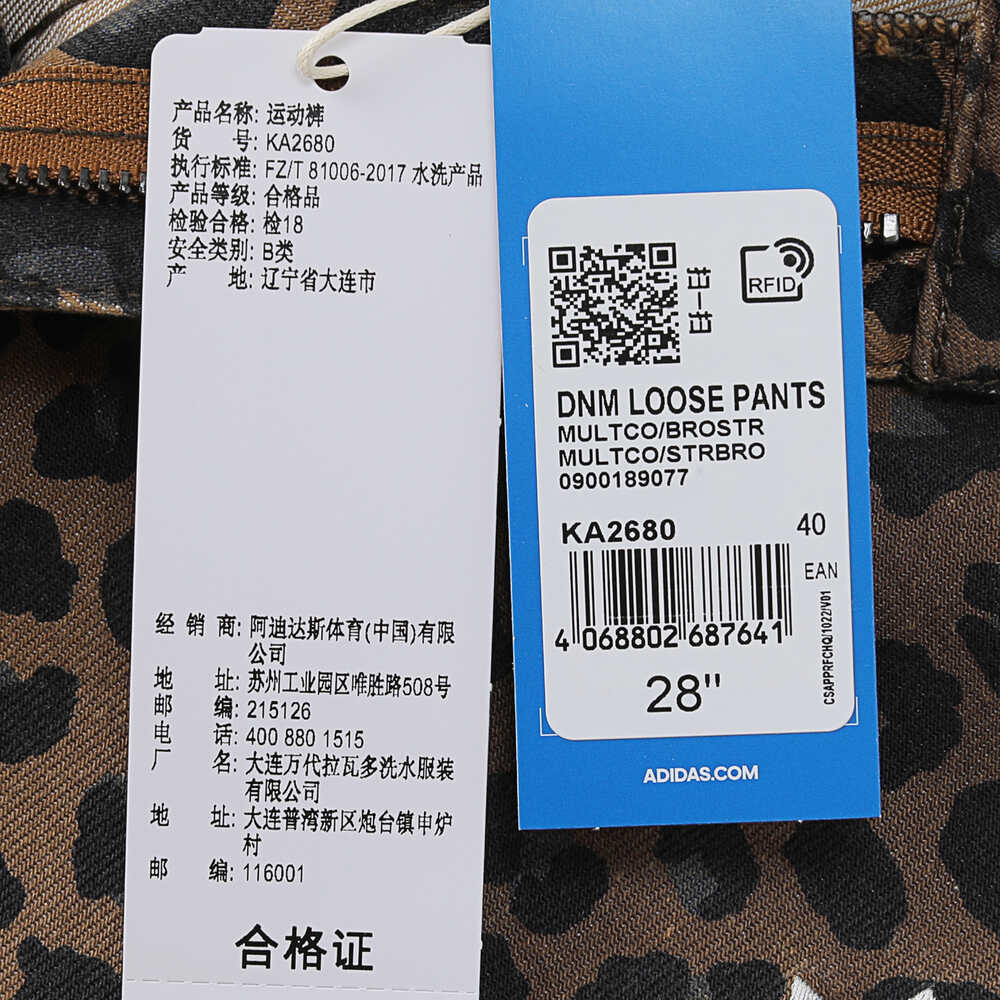 产品名称: 运动裤
货 号: KA2680
执行标准: FZ/T 81006-2017 水洗产品
产品等级: 合格品
检验合格: 检18
安全类别: B类
产 地: 辽宁省大连市
经 销 商: 阿迪达斯体育(中国)有限
公司
地 址: 苏州工业园区唯胜路508号
邮 编: 215126
电 话: 400 880 1515
厂 名: 大连万代拉瓦多洗水服装
有限公司
地 址: 大连普湾新区炮台镇申炉
村
邮 编: 116001
合格证
扫一扫
RFID
DNM LOOSE PANTS
MULTCO/BROSTR
MULTCO/STRBRO
0900189077
KA2680 40
EAN
4 068802 687641
28"
CSAPPRFCHQ/1022/V01
ADIDAS.COM